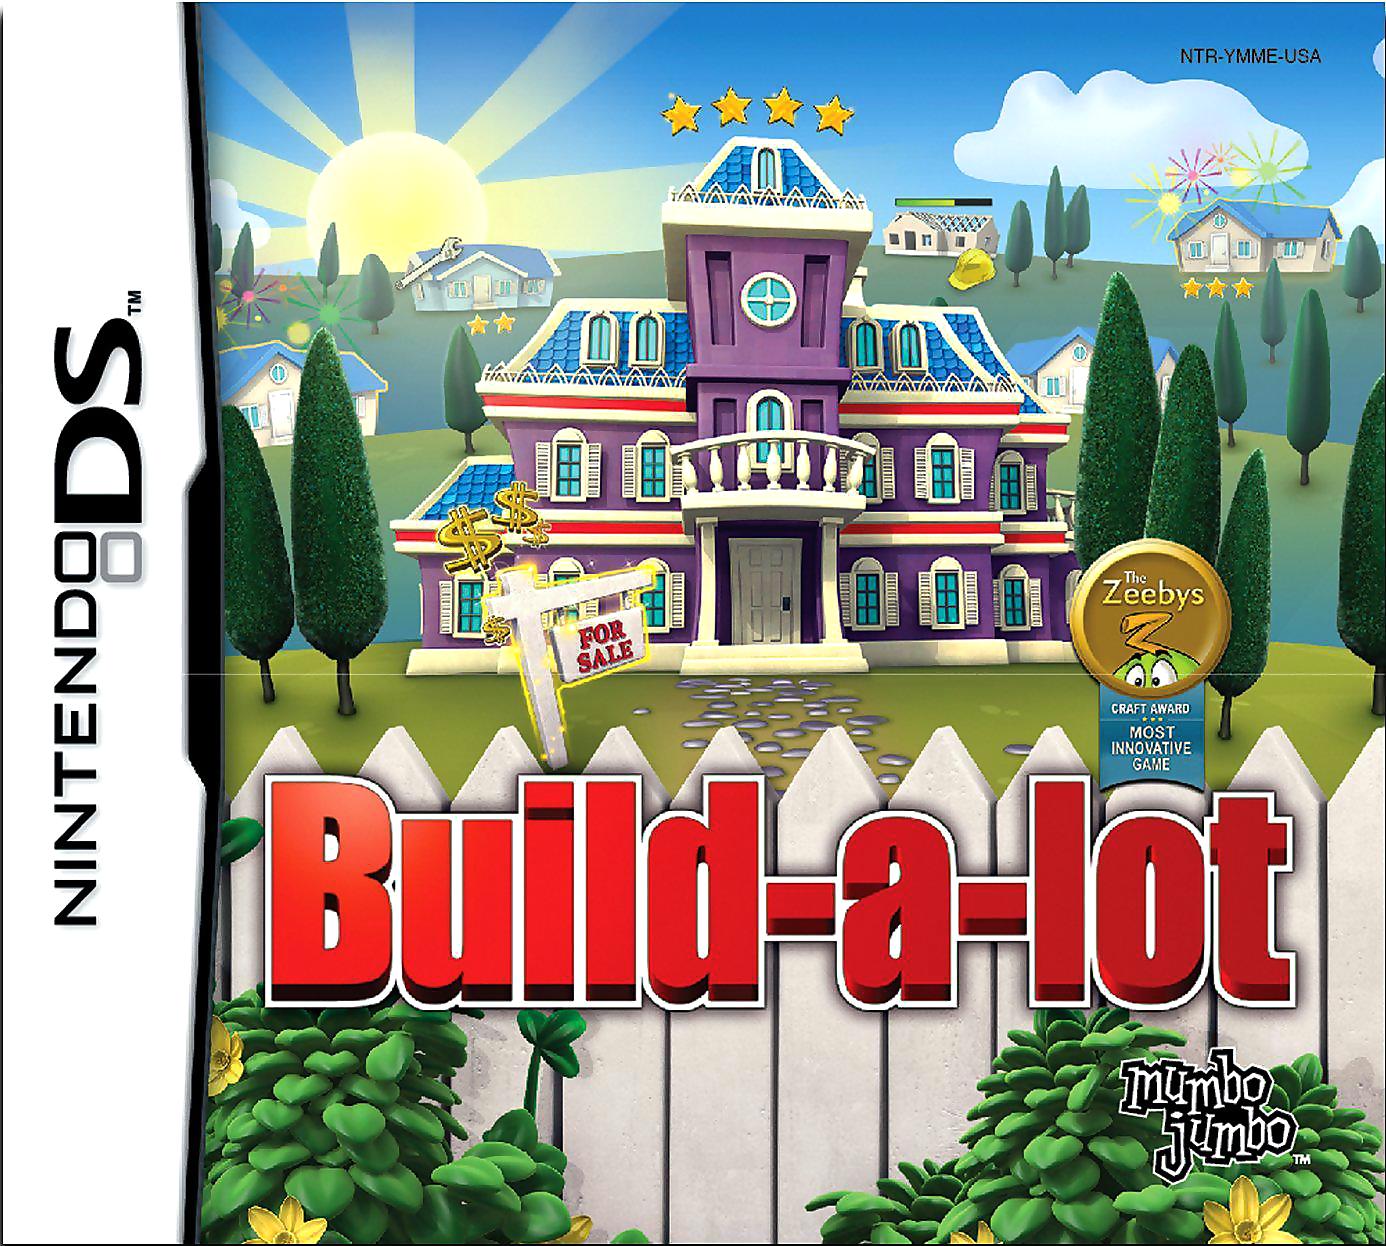 NTR-YMME-USA
NINTENDO DS™
FOR
SALE
The
Zeebys
CRAFT AWARD
MOST
INNOVATIVE
GAME
Build-a-lot
mumbo
jumbo™